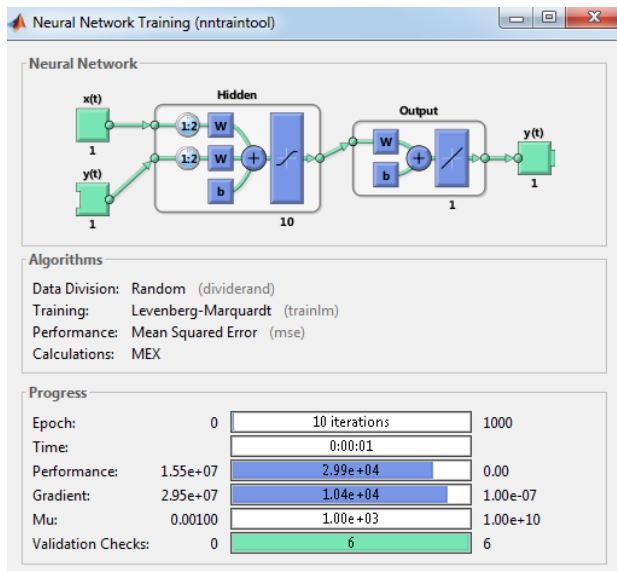 Neural Network Training (nntraintool)
Neural Network
Hidden
Output
x(t)
1:2 W
1
y(t)
1:2 W
b
1
10
W
b
1
y(t)
1
Algorithms
Data Division: Random (dividerand)
Training: Levenberg-Marquardt (trainlm)
Performance: Mean Squared Error (mse)
Calculations: MEX
Progress
Epoch: 0 10 iterations 1000
Time: 0:00:01
Performance: 1.55e+07 2.99e+04 0.00
Gradient: 2.95e+07 1.04e+04 1.00e-07
Mu: 0.00100 1.00e+03 1.00e+10
Validation Checks: 0 6 6